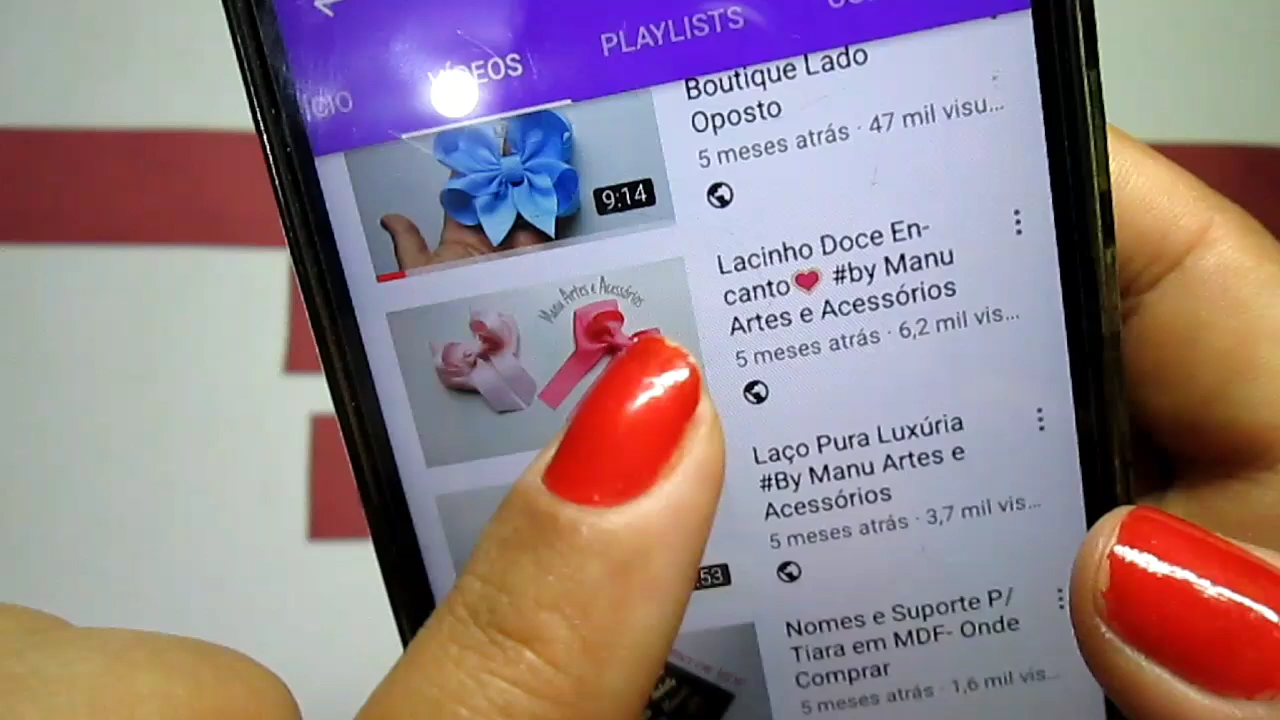 VÍDEOS
PLAYLISTS
Boutique Lado
Oposto
5 meses atrás · 47 mil visu...
9:14
Lacinho Doce En-
canto❤ #by Manu
Artes e Acessórios
5 meses atrás · 6,2 mil vis...
Manu Artes e Acessórios
Laço Pura Luxúria
#By Manu Artes e
Acessórios
5 meses atrás · 3,7 mil vis...
:53
Nomes e Suporte P/
Tiara em MDF- Onde
Comprar
5 meses atrás · 1,6 mil vis...